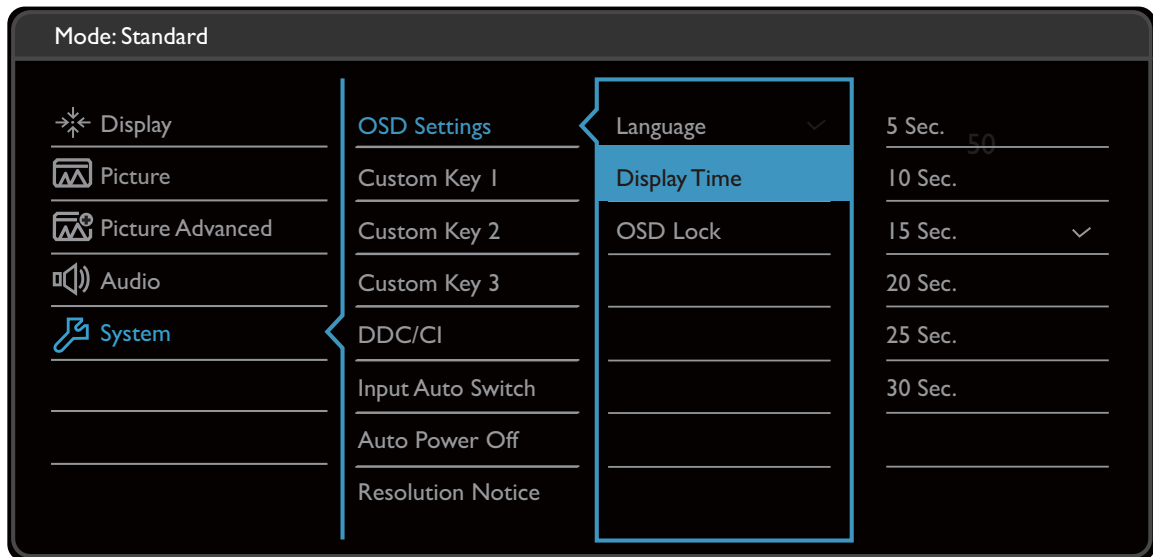 Mode: Standard
Display
Picture
Picture Advanced
Audio
System
OSD Settings
Custom Key 1
Custom Key 2
Custom Key 3
DDC/CI
Input Auto Switch
Auto Power Off
Resolution Notice
Language
Display Time
OSD Lock
5 Sec.
50
10 Sec.
15 Sec.
20 Sec.
25 Sec.
30 Sec.